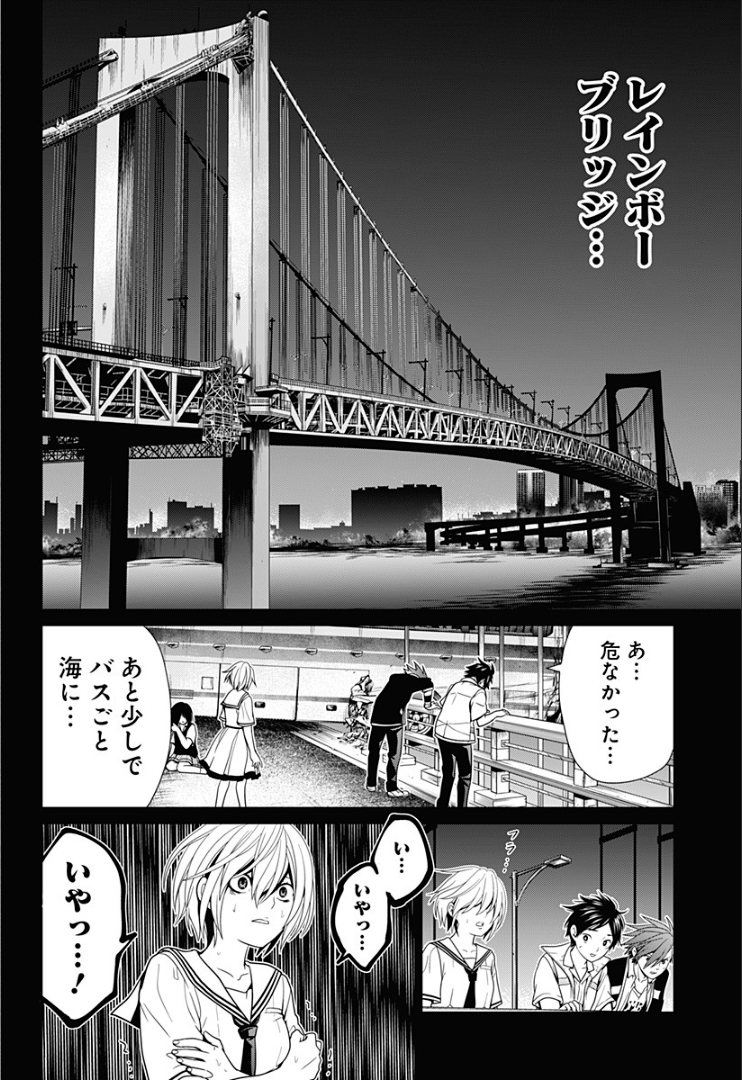 レインボー
ブリッジ…
あ…
危なかった…
あと少しで
バスごと
海に…
フラ…
い…
いやっ…
いやっ…！